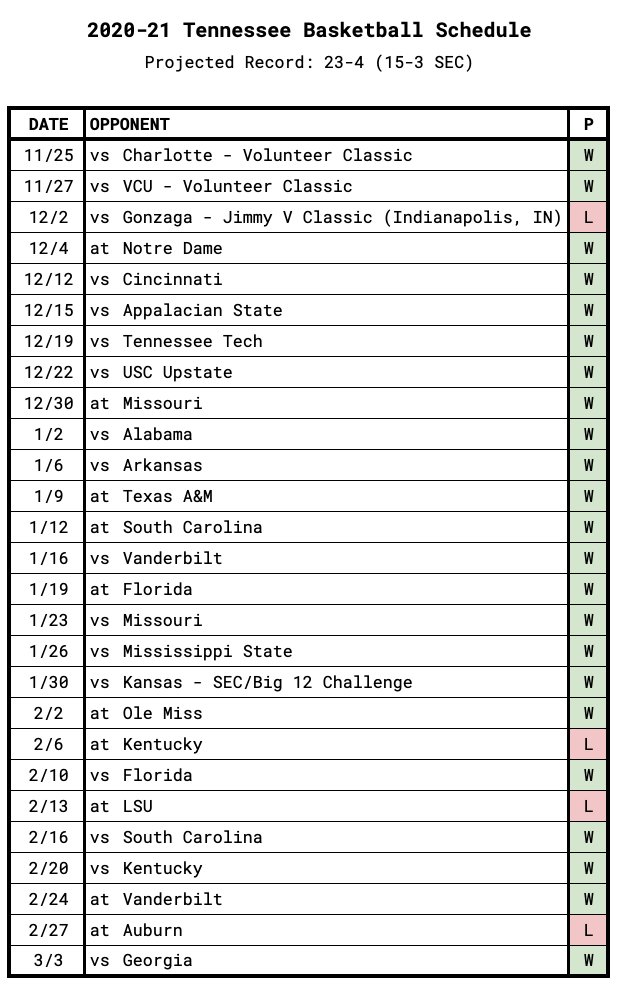 2020-21 Tennessee Basketball Schedule
Projected Record: 23-4 (15-3 SEC)
DATE OPPONENT P
11/25 vs Charlotte - Volunteer Classic W
11/27 vs VCU - Volunteer Classic W
12/2 vs Gonzaga - Jimmy V Classic (Indianapolis, IN) L
12/4 at Notre Dame W
12/12 vs Cincinnati W
12/15 vs Appalacian State W
12/19 vs Tennessee Tech W
12/22 vs USC Upstate W
12/30 at Missouri W
1/2 vs Alabama W
1/6 vs Arkansas W
1/9 at Texas A&M W
1/12 at South Carolina W
1/16 vs Vanderbilt W
1/19 at Florida W
1/23 vs Missouri W
1/26 vs Mississippi State W
1/30 vs Kansas - SEC/Big 12 Challenge W
2/2 at Ole Miss W
2/6 at Kentucky L
2/10 vs Florida W
2/13 at LSU L
2/16 vs South Carolina W
2/20 vs Kentucky W
2/24 at Vanderbilt W
2/27 at Auburn L
3/3 vs Georgia W